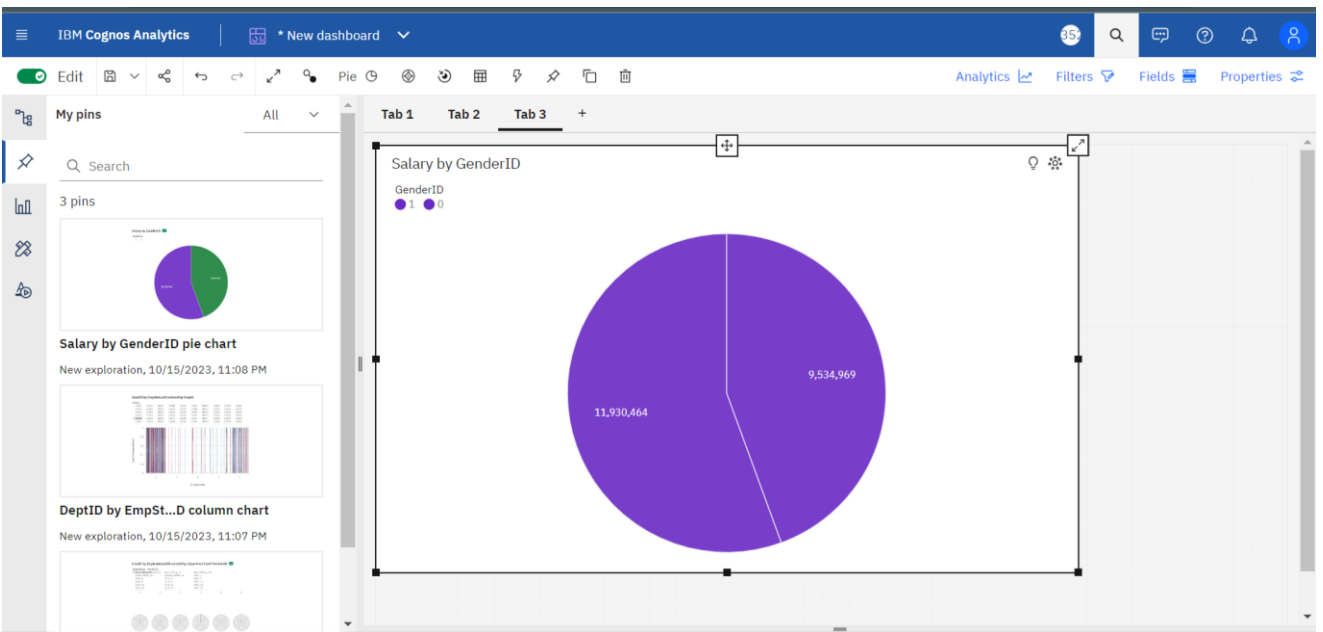 IBM Cognos Analytics
* New dashboard
Edit
Pie
Analytics
Filters
Fields
Properties
My pins
All
Search
3 pins
Salary by GenderID pie chart
New exploration, 10/15/2023, 11:08 PM
DeptID by EmpSt...D column chart
New exploration, 10/15/2023, 11:07 PM
Tab 1 Tab 2 Tab 3 +
Salary by GenderID
GenderID
1 0
9,534,969
11,930,464